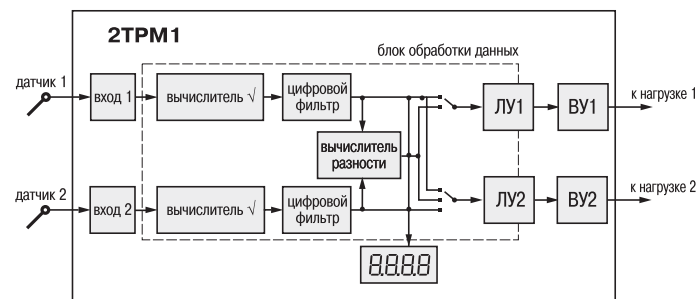 2ТРМ1
блок обработки данных
датчик 1
вход 1
вычислитель √
цифровой
фильтр
ЛУ1
ВУ1
к нагрузке 1
вычислитель
разности
датчик 2
вход 2
вычислитель √
цифровой
фильтр
ЛУ2
ВУ2
к нагрузке 2
8.8.8.8